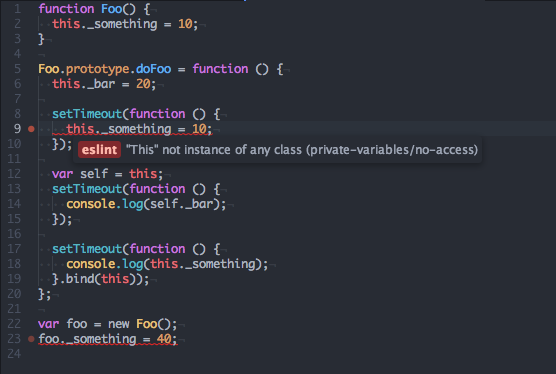 1 function Foo() {
2   this._something = 10;
3 }
4
5 Foo.prototype.doFoo = function () {
6   this._bar = 20;
7
8   setTimeout(function () {
9     this._something = 10;
10   });
eslint "This" not instance of any class (private-variables/no-access)
11
12   var self = this;
13   setTimeout(function () {
14     console.log(self._bar);
15   });
16
17   setTimeout(function () {
18     console.log(this._something);
19   }.bind(this));
20 };
21
22 var foo = new Foo();
23 foo._something = 40;
24